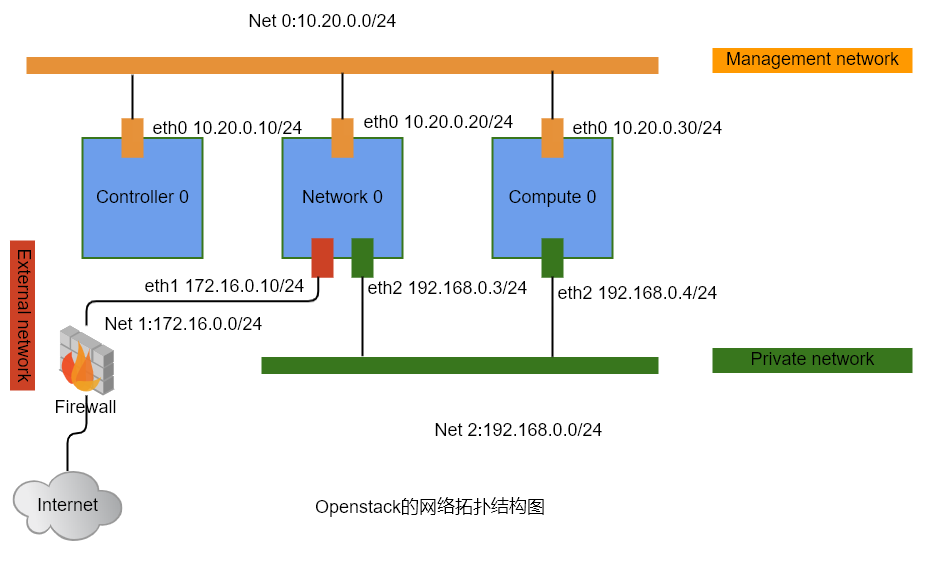 Net 0:10.20.0.0/24
Management network
eth0 10.20.0.10/24
eth0 10.20.0.20/24
eth0 10.20.0.30/24
Controller 0
Network 0
Compute 0
External network
eth1 172.16.0.10/24
eth2 192.168.0.3/24
eth2 192.168.0.4/24
Net 1:172.16.0.0/24
Private network
Firewall
Net 2:192.168.0.0/24
Internet
Openstack的网络拓扑结构图